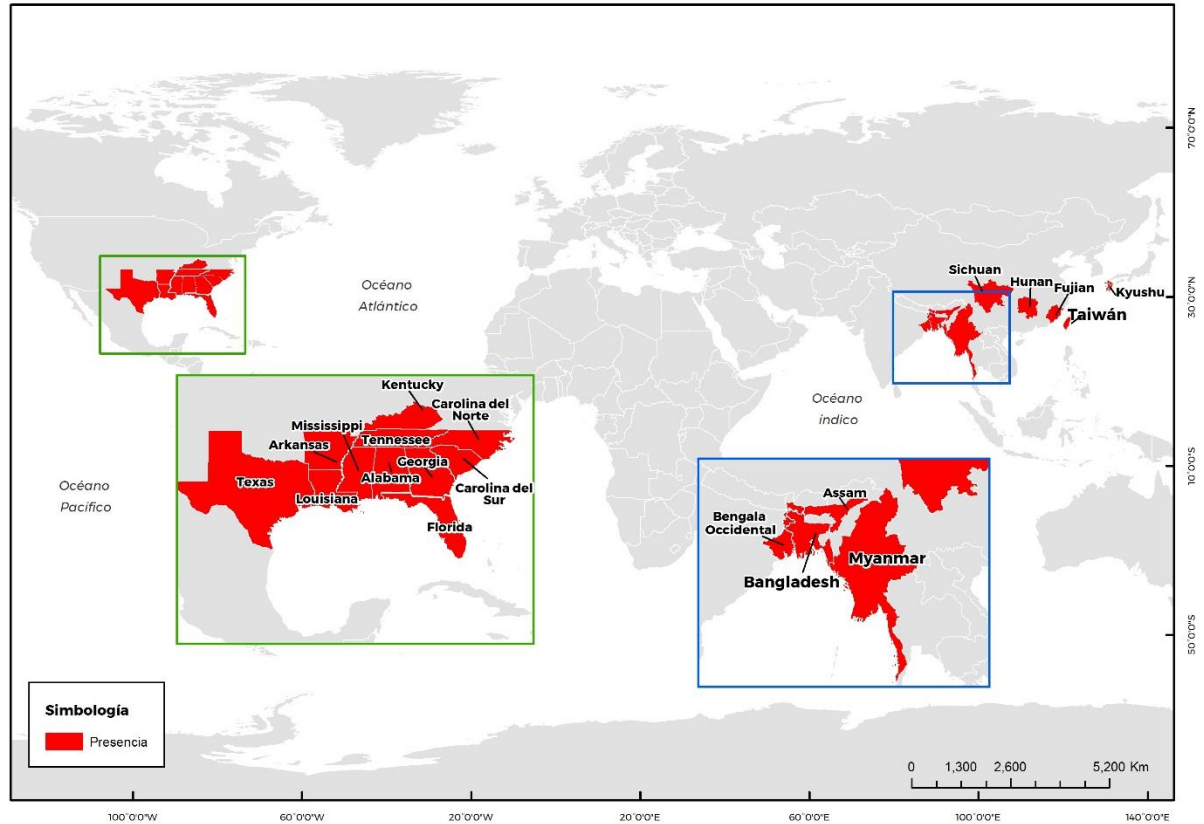 Océano
Atlántico
Sichuan
Hunan
Fujian
Kyushu
Taiwán
Océano
índico
Océano
Pacífico
Kentucky
Carolina del
Norte
Mississippi
Tennessee
Arkansas
Georgia
Texas
Alabama
Louisiana
Carolina del
Sur
Florida
Assam
Bengala
Occidental
Myanmar
Bangladesh
Simbología
Presencia
0 1,300 2,600 5,200 Km
70°0'0"N
30°0'0"N
10°0'0"S
50°0'0"S
100°0'0"W 60°0'0"W 20°0'0"W 20°0'0"E 60°0'0"E 100°0'0"E 140°0'0"E